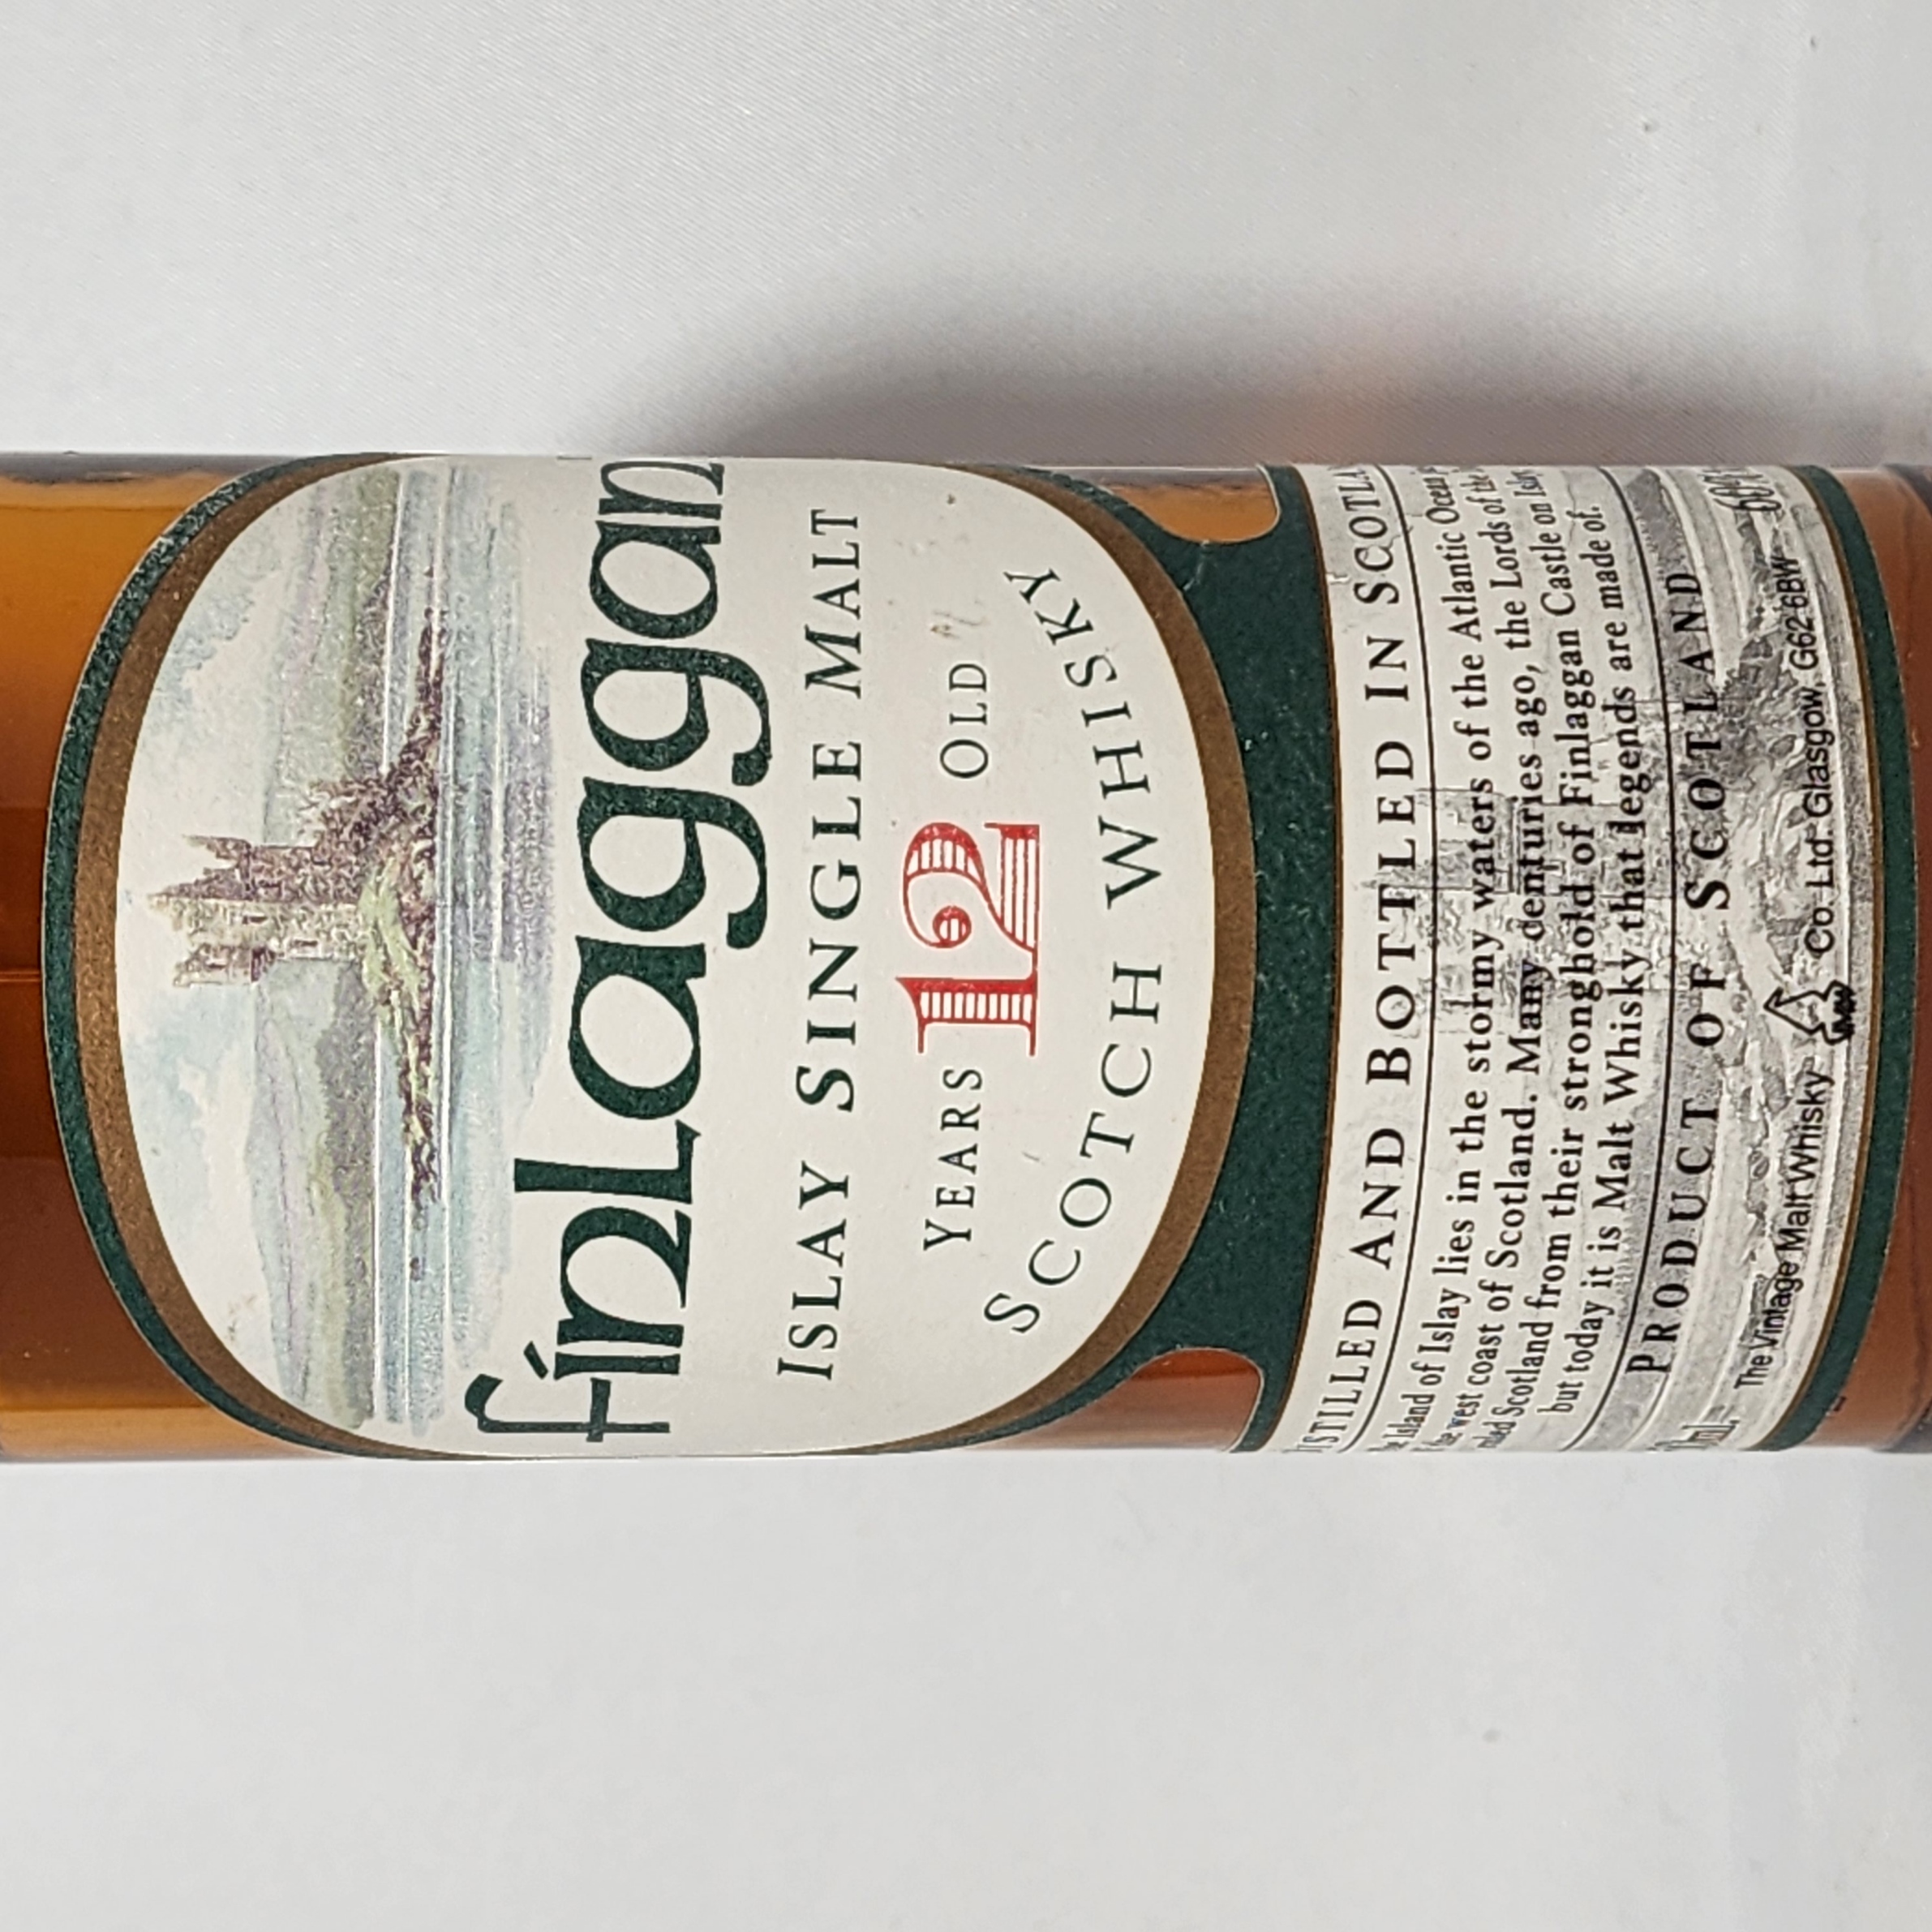 finlaggan
ISLAY SINGLE MALT
YEARS 12 OLD
SCOTCH WHISKY
AND BOTTLED IN
Island of Islay lies in the stormy waters of the Atlantic Ocean
west coast of Scotland. Many centuries ago, the Lords of the
Scotland from their stronghold of Finlaggan Castle on Islay
but today it is Malt Whisky that legends are made of.
PRODUCT OF SCOTLAND
The Vintage Malt Whisky Co. Ltd. Glasgow, G62 6BW